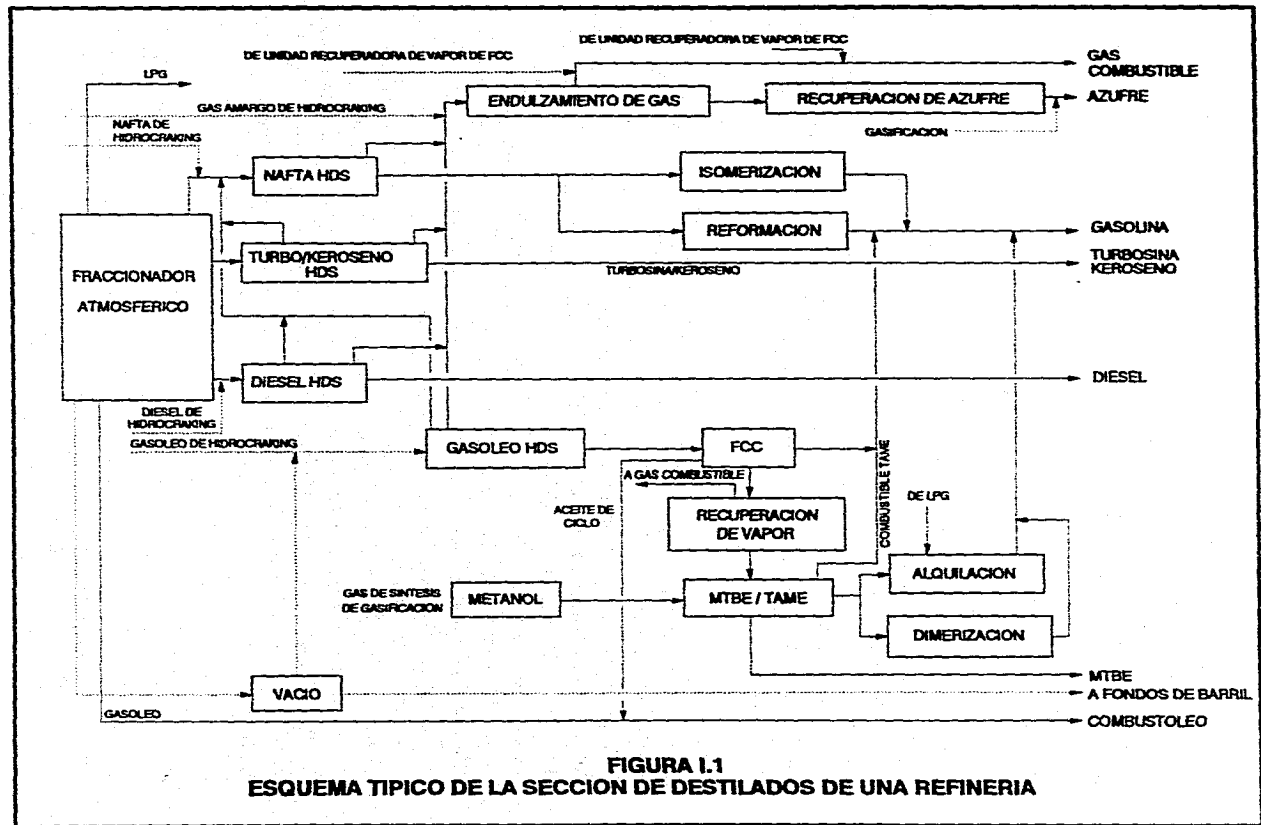 DE UNIDAD RECUPERADORA DE VAPOR DE FCC
DE UNIDAD RECUPERADORA DE VAPOR DE FCC
GAS
COMBUSTIBLE
LPG
ENDULZAMIENTO DE GAS
RECUPERACION DE AZUFRE
AZUFRE
GAS AMARGO DE HIDROCRAKING
NAFTA DE
HIDROCRAKING
GASIFICACION
NAFTA HDS
ISOMERIZACION
REFORMACION
GASOLINA
FRACCIONADOR
ATMOSFERICO
TURBO/KEROSENO
HDS
TURBOSINA/KEROSENO
TURBOSINA
KEROSENO
DIESEL HDS
DIESEL
DIESEL DE
HIDROCRAKING
GASOLEO DE HIDROCRAKING
GASOLEO HDS
FCC
A GAS COMBUSTIBLE
ACEITE DE
CICLO
RECUPERACION
DE VAPOR
COMBUSTIBLE TAME
DE LPG
ALQUILACION
GAS DE SINTESIS
DE GASIFICACION
METANOL
MTBE / TAME
DIMERIZACION
MTBE
VACIO
A FONDOS DE BARRIL
GASOLEO
COMBUSTOLEO
FIGURA I.1
ESQUEMA TIPICO DE LA SECCION DE DESTILADOS DE UNA REFINERIA